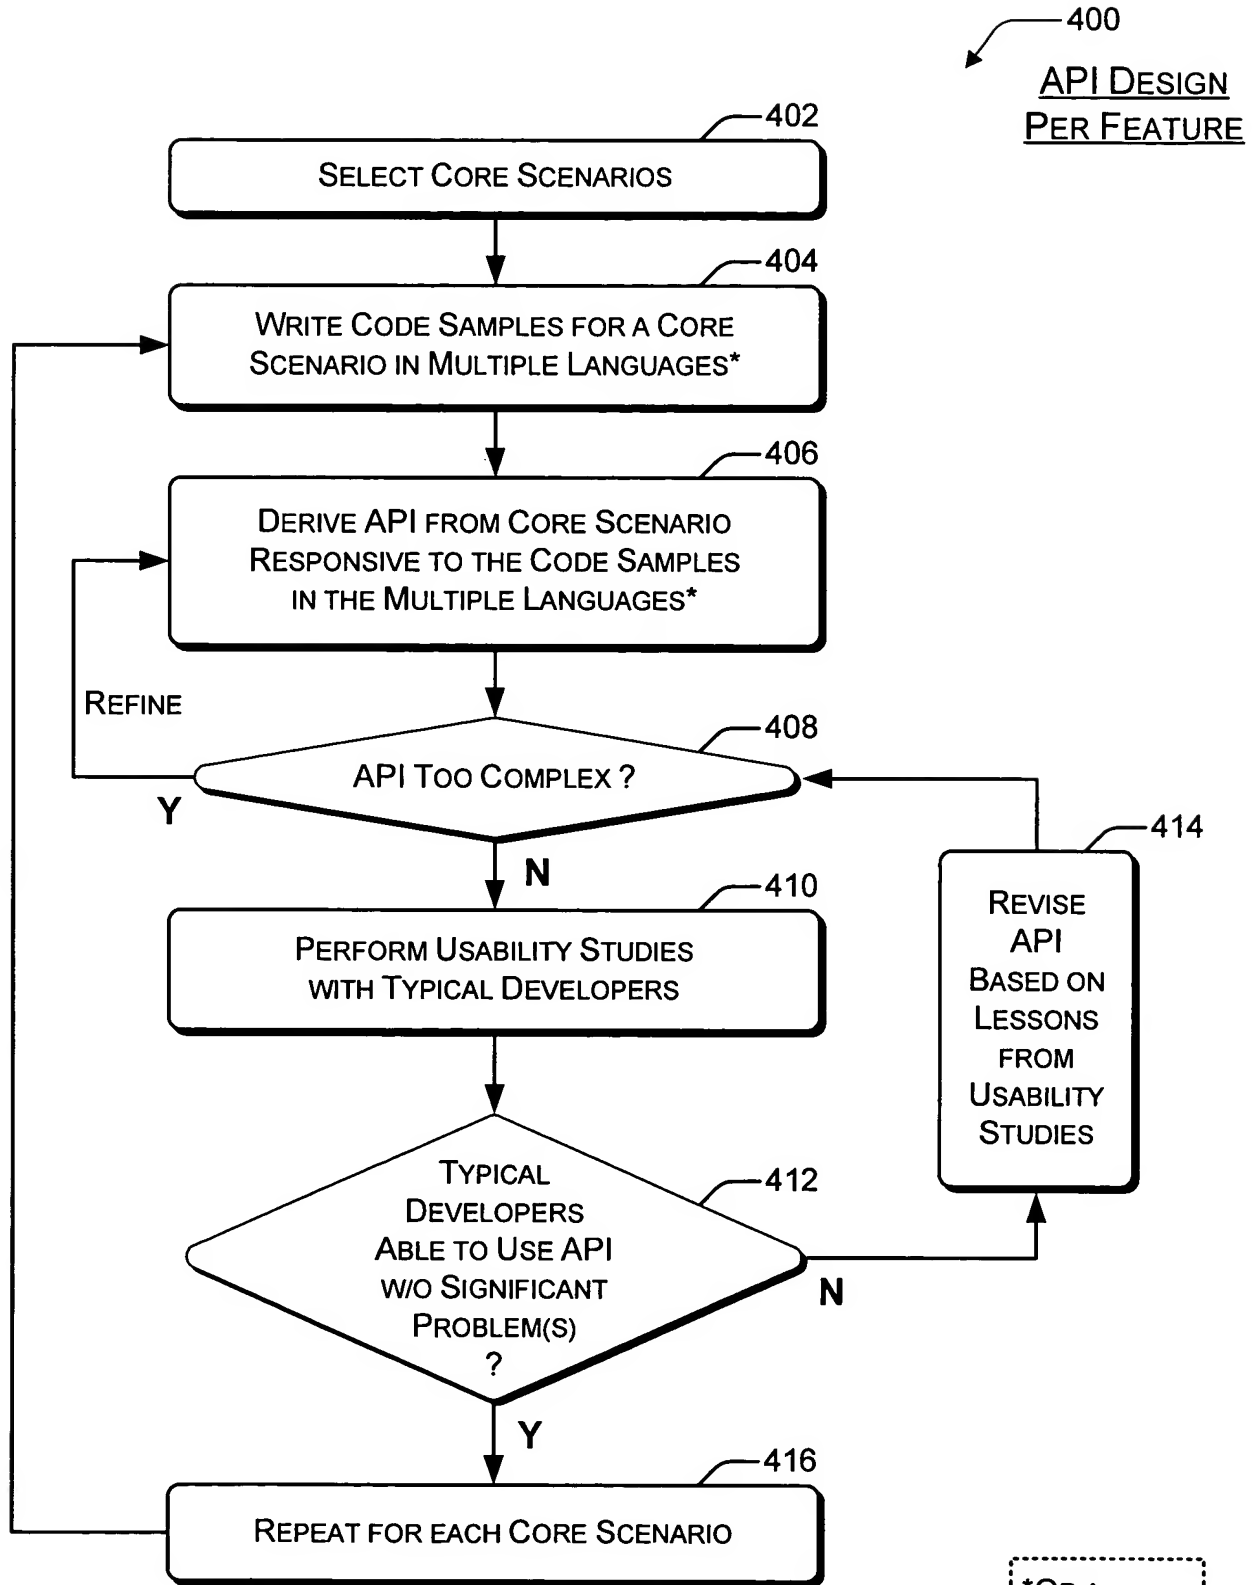 400
API DESIGN
PER FEATURE
402
SELECT CORE SCENARIOS
404
WRITE CODE SAMPLES FOR A CORE
SCENARIO IN MULTIPLE LANGUAGES*
406
DERIVE API FROM CORE SCENARIO
RESPONSIVE TO THE CODE SAMPLES
IN THE MULTIPLE LANGUAGES*
REFINE
408
API TOO COMPLEX ?
Y
N
410
PERFORM USABILITY STUDIES
WITH TYPICAL DEVELOPERS
414
REVISE
API
BASED ON
LESSONS
FROM
USABILITY
STUDIES
412
TYPICAL
DEVELOPERS
ABLE TO USE API
W/O SIGNIFICANT
PROBLEM(S)
?
N
Y
416
REPEAT FOR EACH CORE SCENARIO